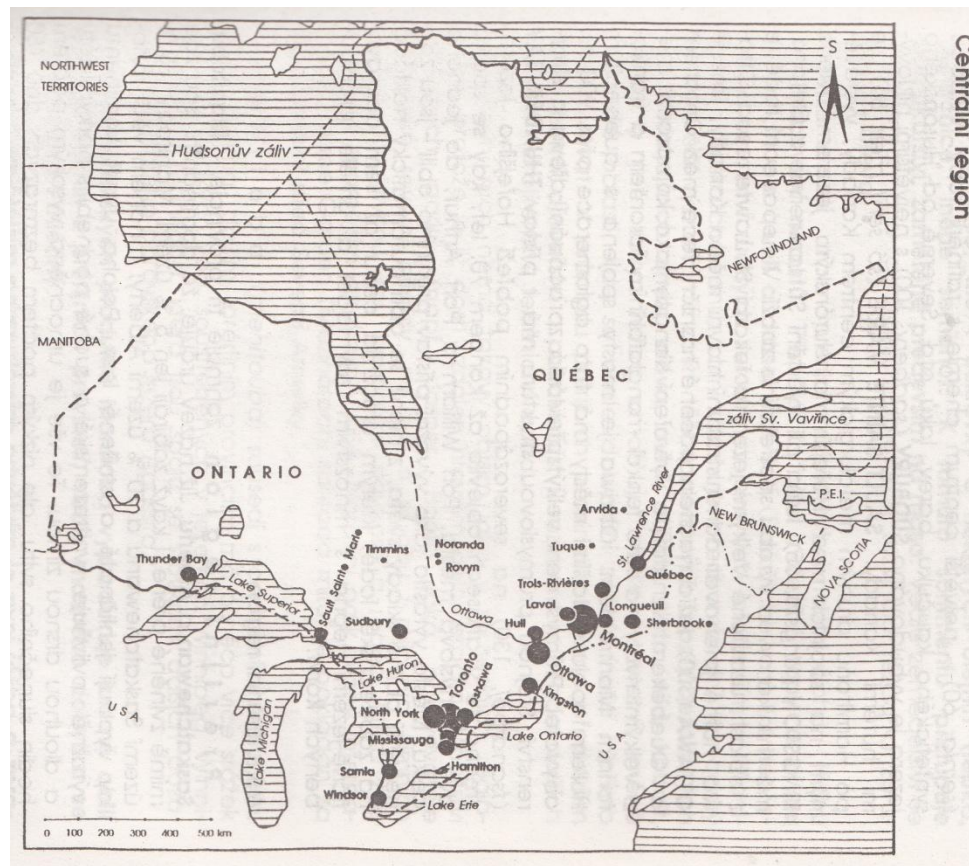 Centrální region
S
NORTHWEST
TERRITORIES
Hudsonův záliv
NEWFOUNDLAND
MANITOBA
QUÉBEC
záliv Sv. Vavřince
ONTARIO
P.E.I.
NEW BRUNSWICK
NOVA SCOTIA
St. Lawrence River
Arvida
Tuque
Noranda
Rovyn
Timmins
Sault Sainte Marie
Thunder Bay
Lake Superior
Québec
Trois-Rivières
Laval
Longueuil
Ottawa
Hull
Sherbrook
Montréal
Sudbury
Ottawa
Lake Huron
Toronto
Oshawa
Kingston
North York
Lake Ontario
Mississauga
USA
USA
Lake Michigan
Hamilton
Sarnia
Windsor
Lake Erie
0 100 200 300 400 500 km